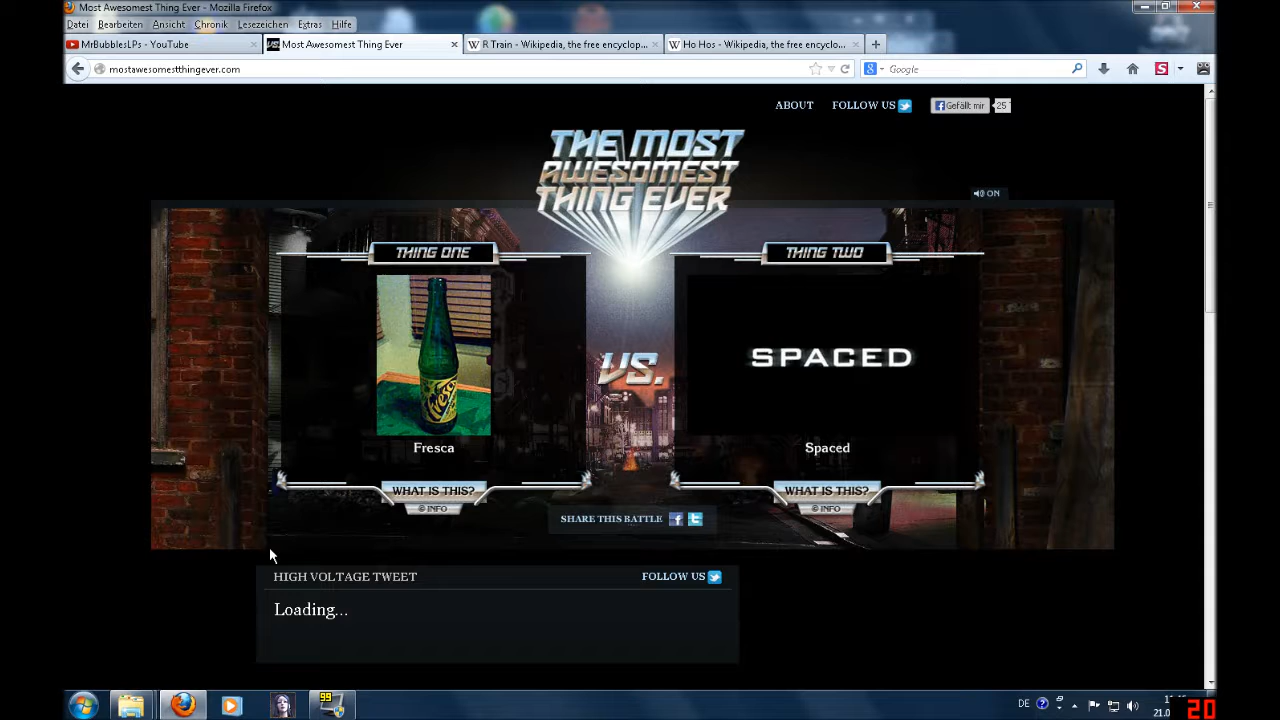 Most Awesomest Thing Ever - Mozilla Firefox
Datei Bearbeiten Ansicht Chronik Lesezeichen Extras Hilfe
MrBubblesLPs - YouTube
Most Awesomest Thing Ever
R Train - Wikipedia, the free encyclop...
Ho Hos - Wikipedia, the free encyclo...
mostawesomestthingever.com
Google
ABOUT
FOLLOW US
Gefällt mir
THE MOST
AWESOMEST
THING EVER
ON
THING ONE
THING TWO
Fresca
VS.
SPACED
Fresca
Spaced
WHAT IS THIS?
© INFO
WHAT IS THIS?
© INFO
SHARE THIS BATTLE
HIGH VOLTAGE TWEET
FOLLOW US
Loading...
99
DE
20